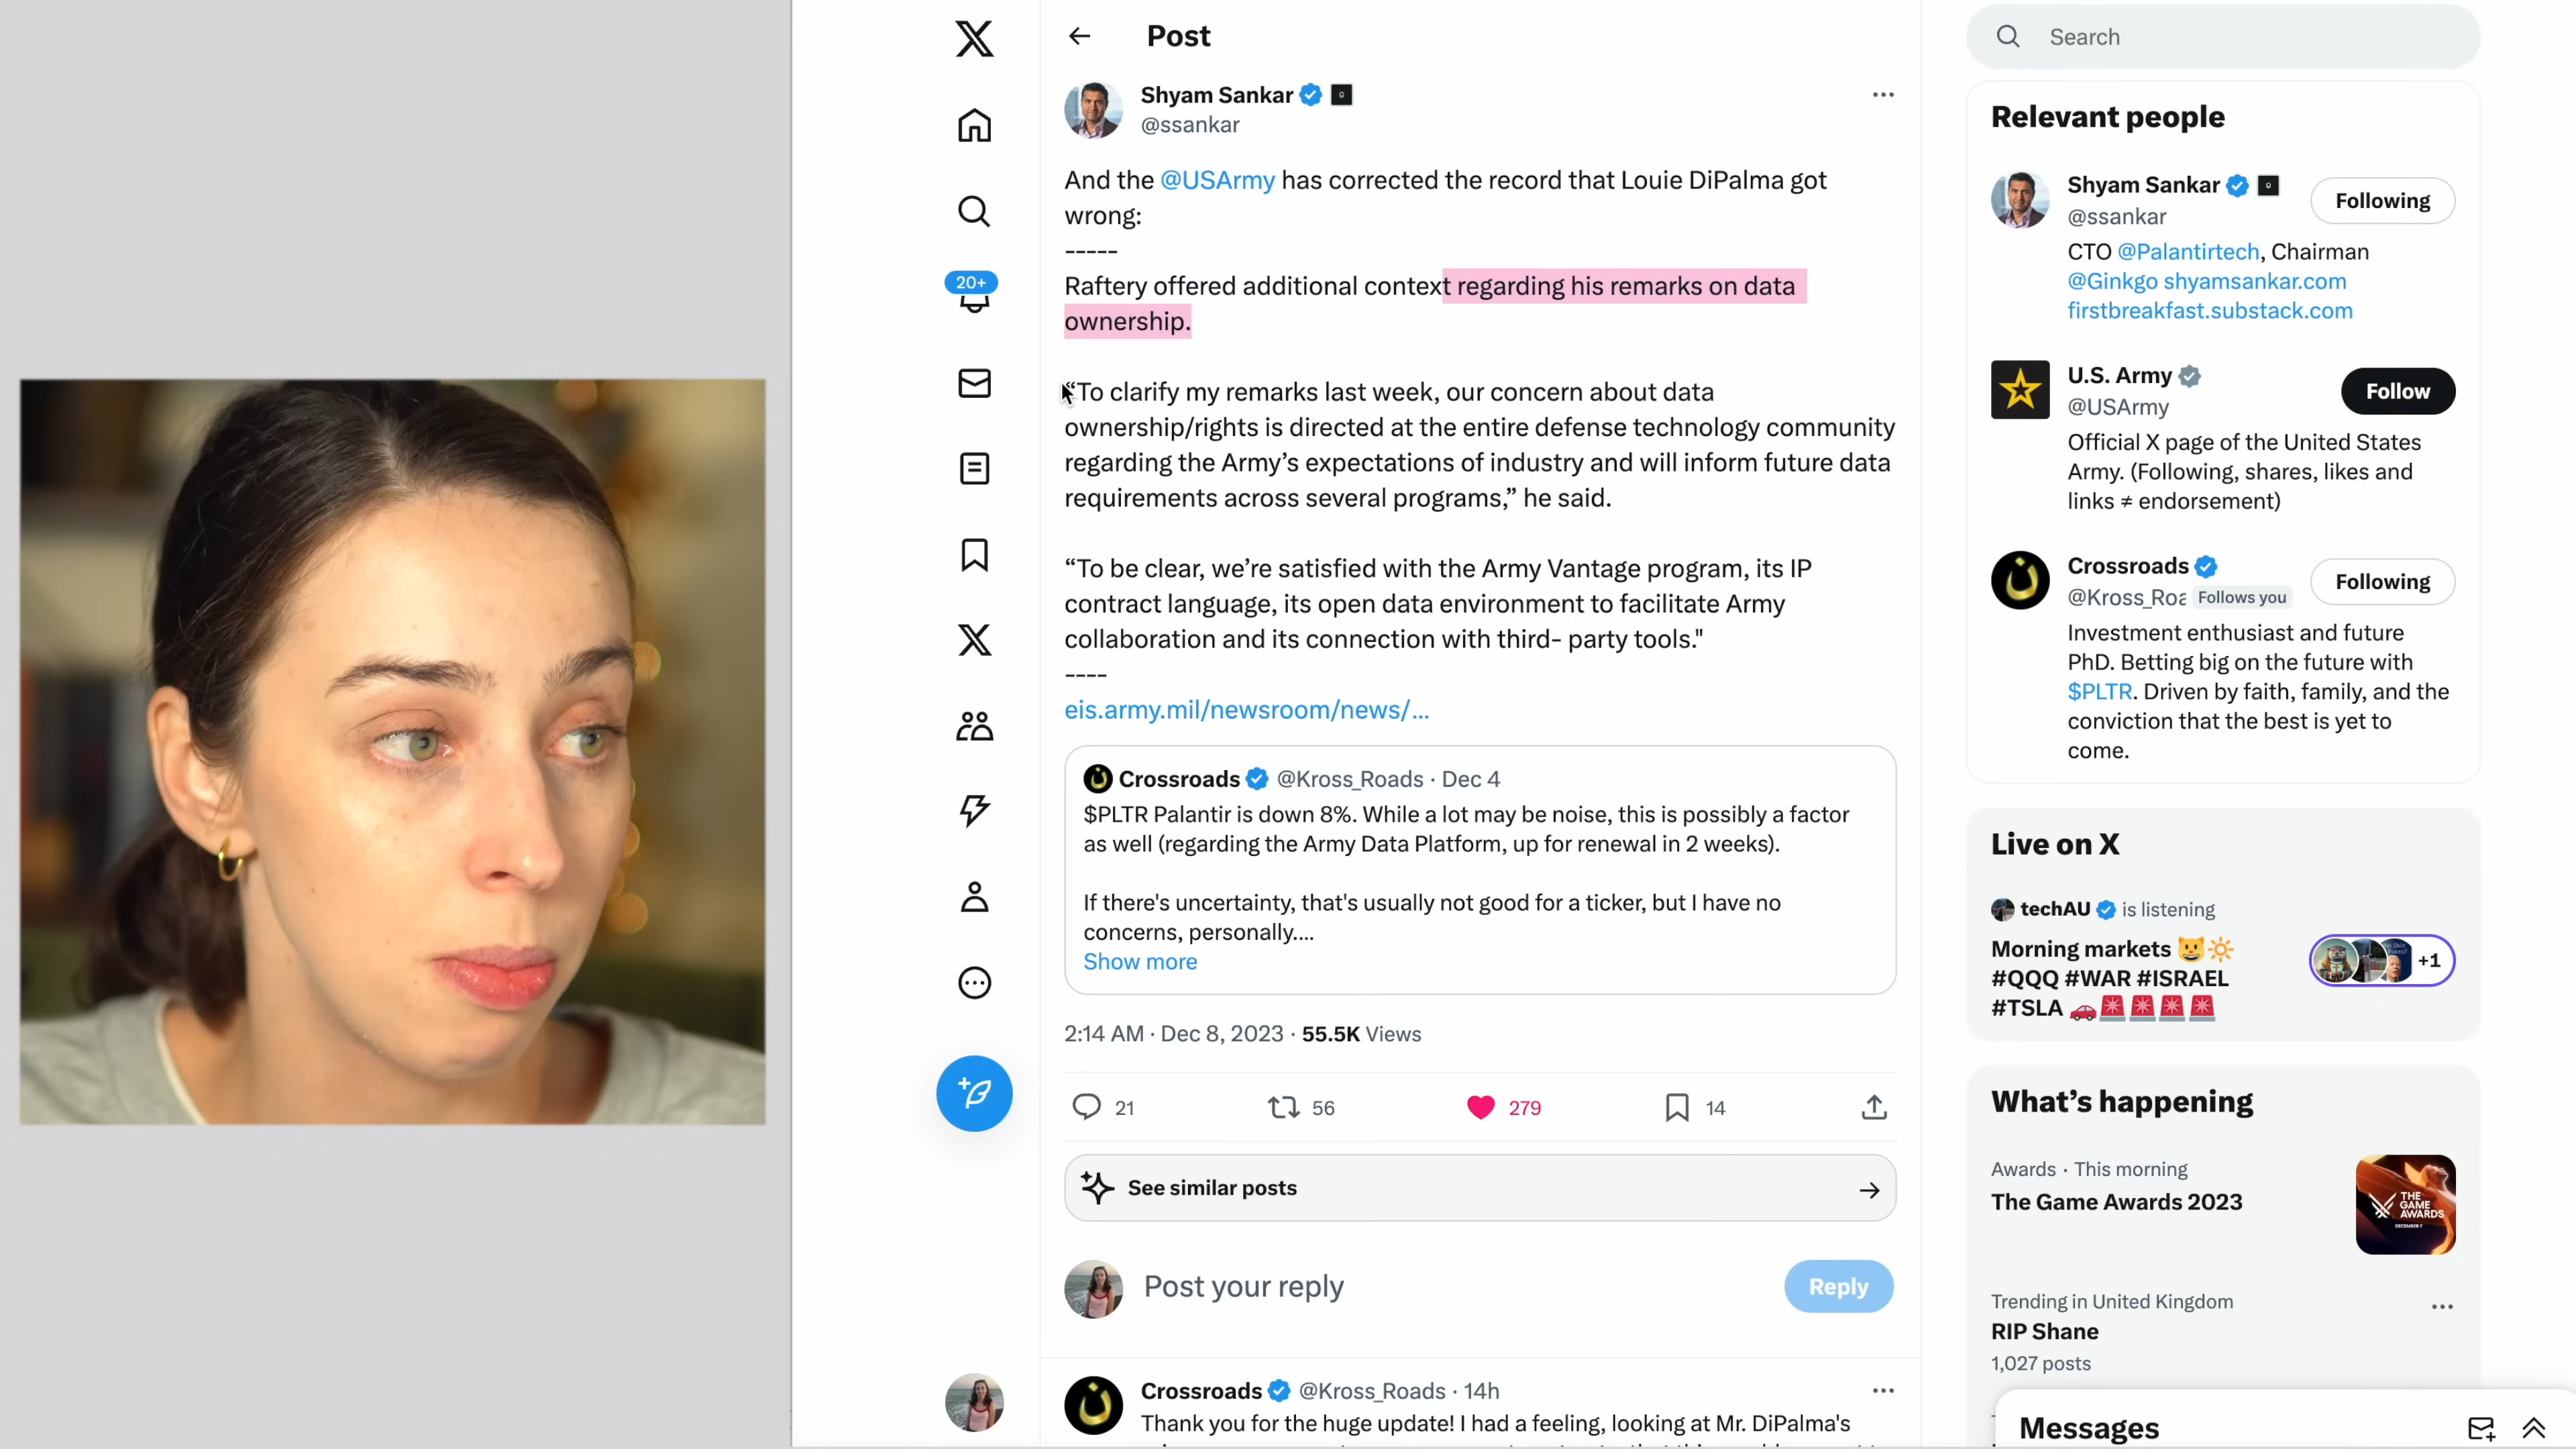 Post
Shyam Sankar
@ssankar
And the @USArmy has corrected the record that Louie DiPalma got
wrong:
-----
Raftery offered additional context regarding his remarks on data
ownership.
“To clarify my remarks last week, our concern about data
ownership/rights is directed at the entire defense technology community
regarding the Army’s expectations of industry and will inform future data
requirements across several programs,” he said.
“To be clear, we’re satisfied with the Army Vantage program, its IP
contract language, its open data environment to facilitate Army
collaboration and its connection with third- party tools."
----
eis.army.mil/newsroom/news/...
Crossroads @Kross_Roads · Dec 4
$PLTR Palantir is down 8%. While a lot may be noise, this is possibly a factor
as well (regarding the Army Data Platform, up for renewal in 2 weeks).
If there's uncertainty, that's usually not good for a ticker, but I have no
concerns, personally....
Show more
2:14 AM · Dec 8, 2023 · 55.5K Views
21 56 279 14
See similar posts
Post your reply
Reply
Crossroads @Kross_Roads · 14h
Thank you for the huge update! I had a feeling, looking at Mr. DiPalma's
20+
Search
Relevant people
Shyam Sankar
@ssankar
Following
CTO @Palantirtech, Chairman
@Ginkgo shyamsankar.com
firstbreakfast.substack.com
U.S. Army
@USArmy
Follow
Official X page of the United States
Army. (Following, shares, likes and
links ≠ endorsement)
Crossroads
@Kross_Roa Follows you
Following
Investment enthusiast and future
PhD. Betting big on the future with
$PLTR. Driven by faith, family, and the
conviction that the best is yet to
come.
Live on X
techAU is listening
Morning markets 😺☀️
#QQQ #WAR #ISRAEL
#TSLA 🚗🚨🚨🚨🚨
+1
What’s happening
Awards · This morning
The Game Awards 2023
THE
GAME
AWARDS
DECEMBER 7
Trending in United Kingdom
RIP Shane
1,027 posts
Messages